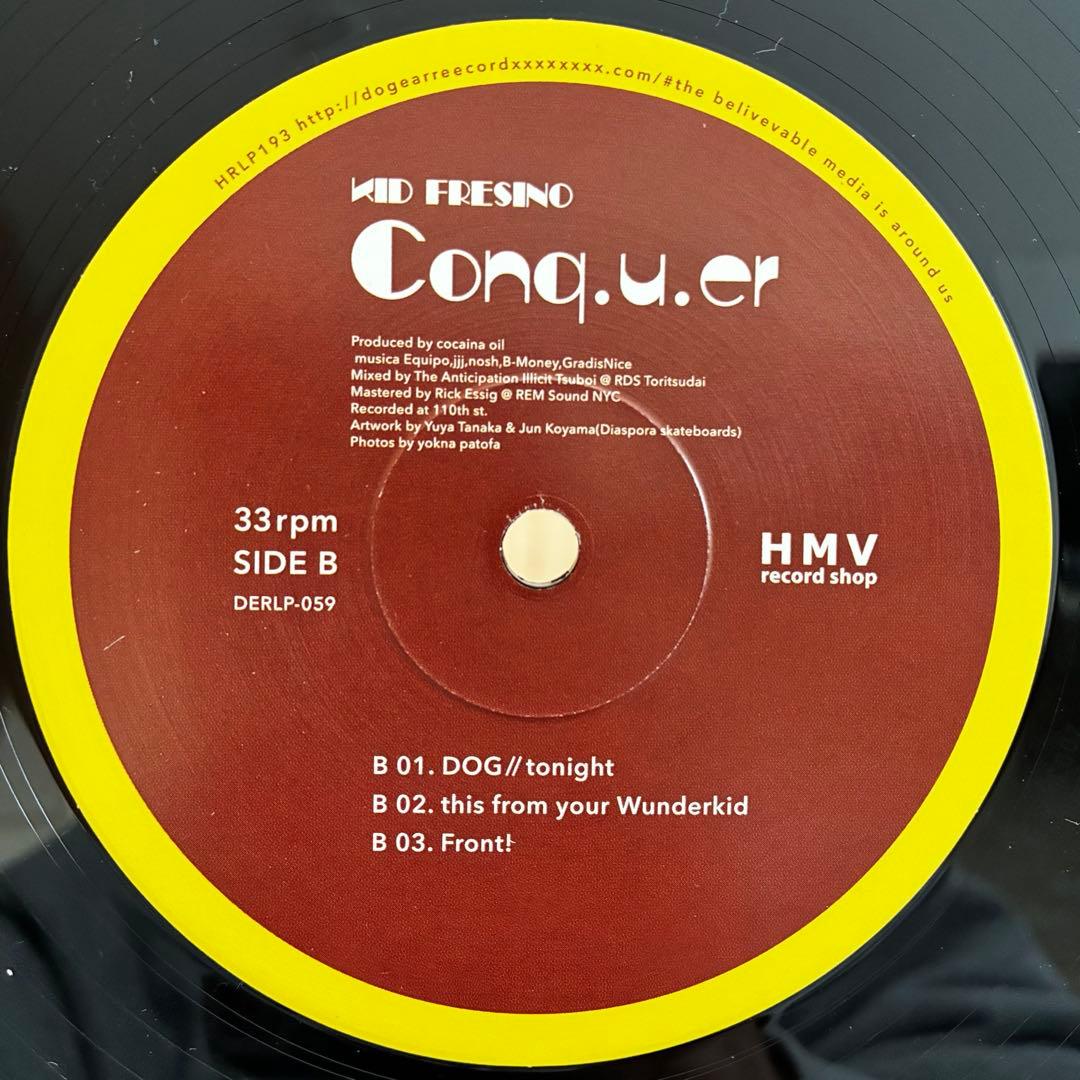 HRLP193 http://dogearreecordxxxxxxxx.com/#the belivevable media is around us
KID FRESINO
Conq.u.er
Produced by cocaina oil
musica Equipo,jjj,nosh,B-Money,GradisNice
Mixed by The Anticipation Illicit Tsuboi @ RDS Toritsudai
Mastered by Rick Essig @ REM Sound NYC
Recorded at 110th st.
Artwork by Yuya Tanaka & Jun Koyama(Diaspora skateboards)
Photos by yokna patofa
33rpm
SIDE B
DERLP-059
HMV
record shop
B 01. DOG//tonight
B 02. this from your Wunderkid
B 03. Front!